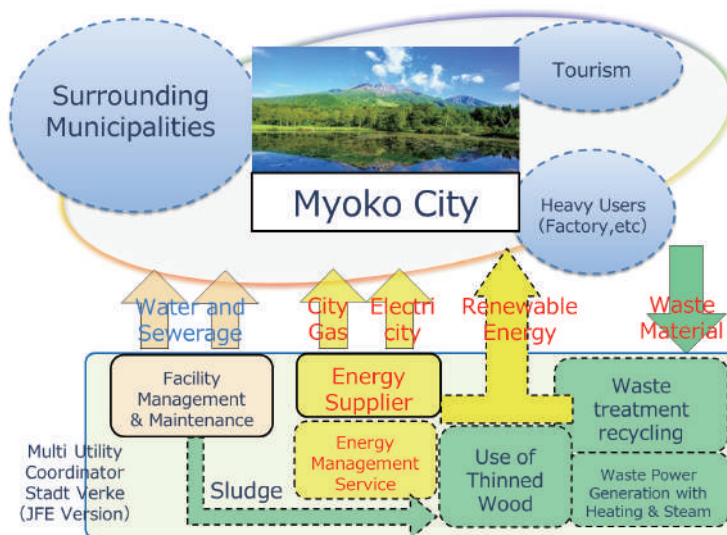 Surrounding
Municipalities
Tourism
Myoko City
Heavy Users
(Factory,etc)
Water and
Sewerage
City
Gas
Electri
city
Renewable
Energy
Waste
Material
Facility
Management
& Maintenance
Energy
Supplier
Waste
treatment
recycling
Multi Utility
Coordinator
Stadt Verke
(JFE Version)
Sludge
Energy
Management
Service
Use of
Thinned
Wood
Waste Power
Generation with
Heating & Steam